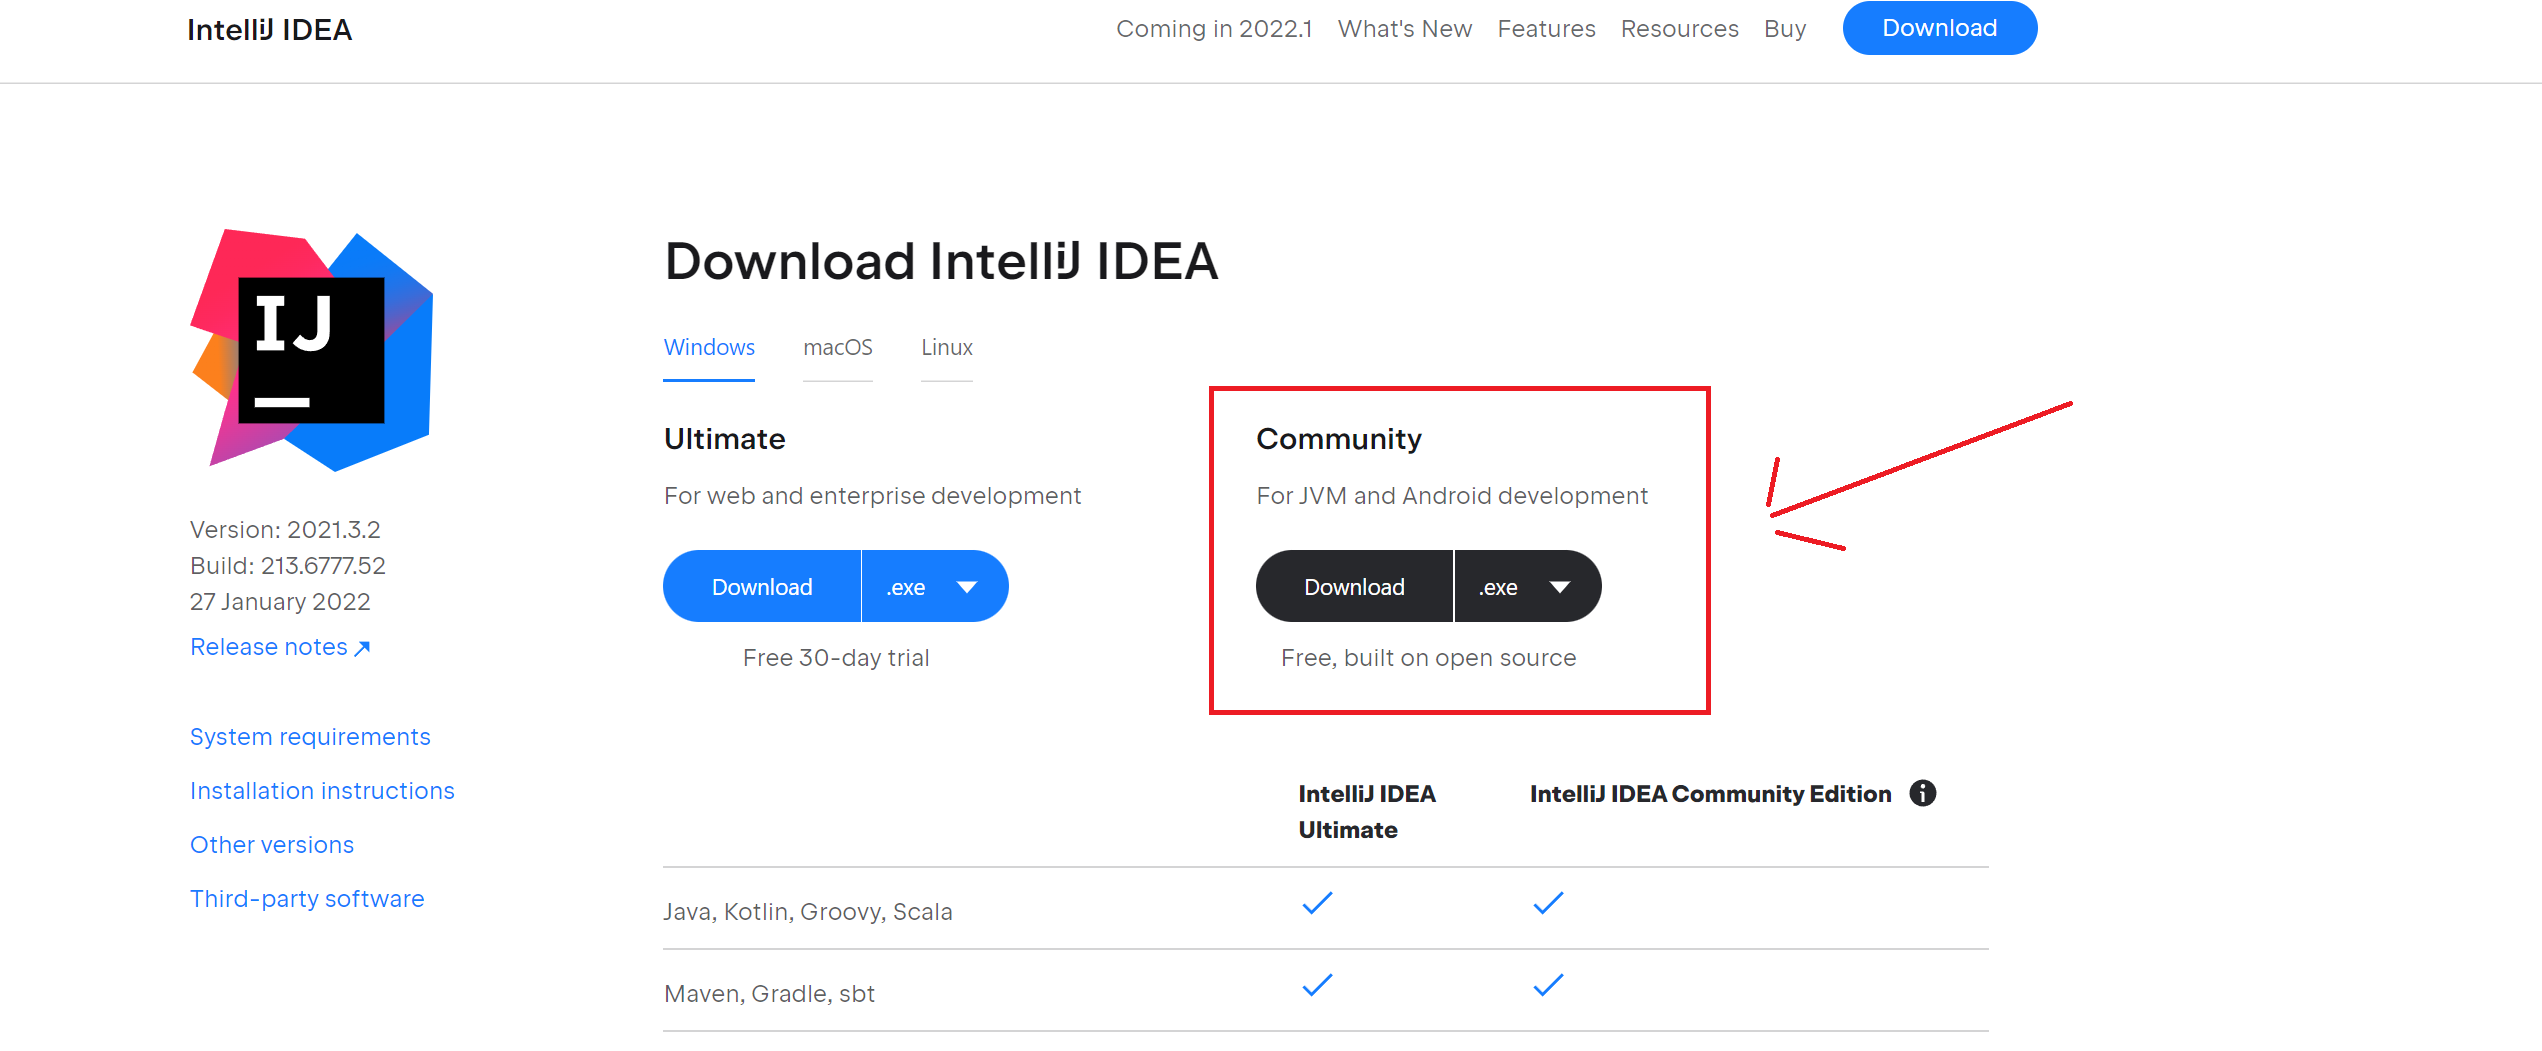 IntelliJ IDEA
Coming in 2022.1 What's New Features Resources Buy Download
IJ
Download IntelliJ IDEA
Windows macOS Linux
Ultimate
For web and enterprise development
Download .exe
Free 30-day trial
Community
For JVM and Android development
Download .exe
Free, built on open source
Version: 2021.3.2
Build: 213.6777.52
27 January 2022
Release notes
System requirements
Installation instructions
Other versions
Third-party software
IntelliJ IDEA
Ultimate
IntelliJ IDEA Community Edition
Java, Kotlin, Groovy, Scala
Maven, Gradle, sbt